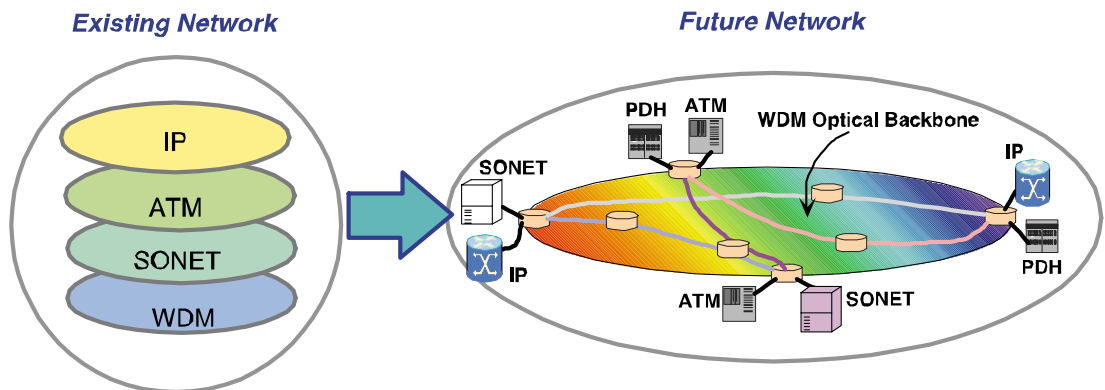 Existing Network
Future Network
IP
ATM
SONET
WDM
PDH
ATM
WDM Optical Backbone
SONET
IP
IP
PDH
ATM
SONET